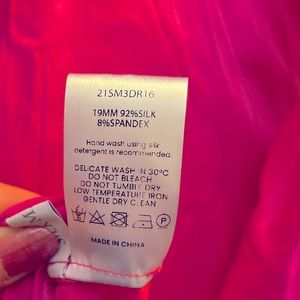 21SM3DR16
19MM 92%SILK
8%SPANDEX
Hand wash using silk
detergent is recommended.
DELICATE WASH IN 30°C
DO NOT BLEACH
DO NOT TUMBLE DRY
LOW TEMPERATURE IRON
GENTLE DRY CLEAN
MADE IN CHINA